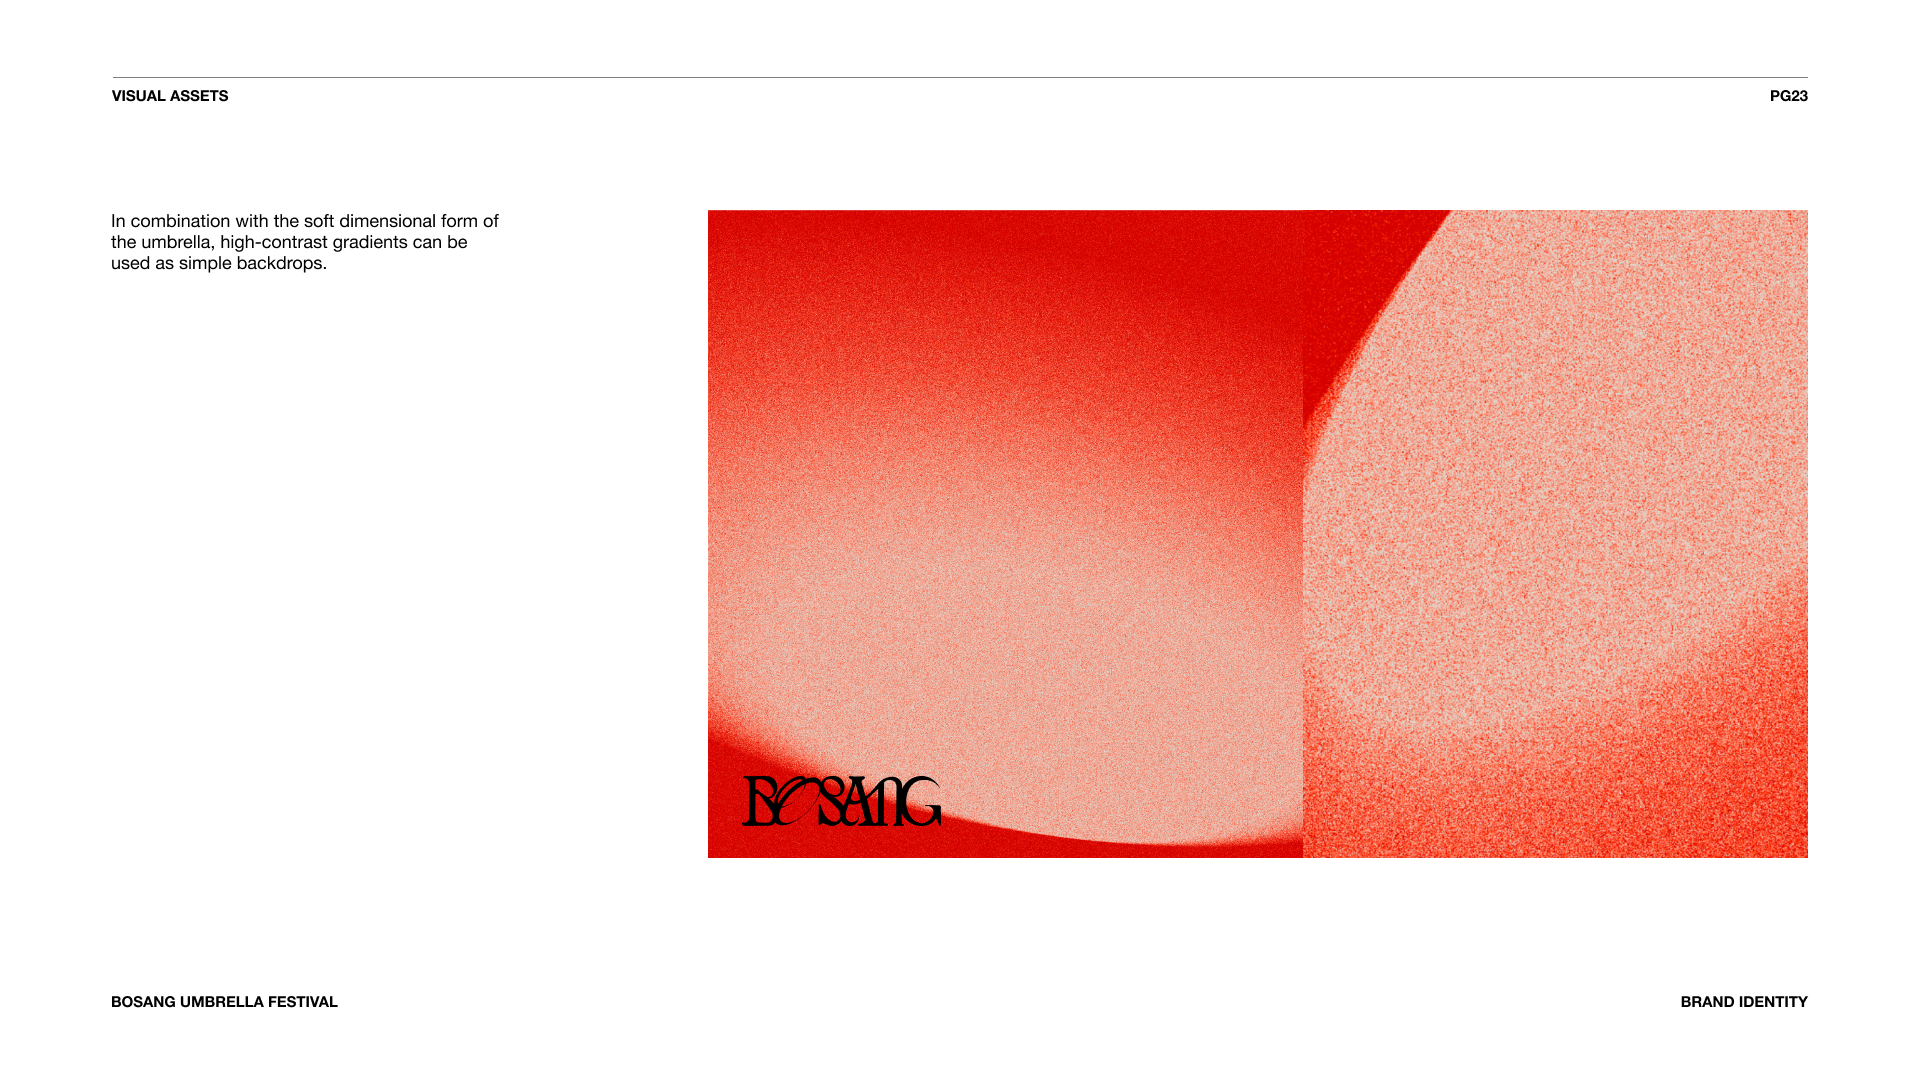 VISUAL ASSETS
PG23
In combination with the soft dimensional form of
the umbrella, high-contrast gradients can be
used as simple backdrops.
BOSANG
BOSANG UMBRELLA FESTIVAL
BRAND IDENTITY